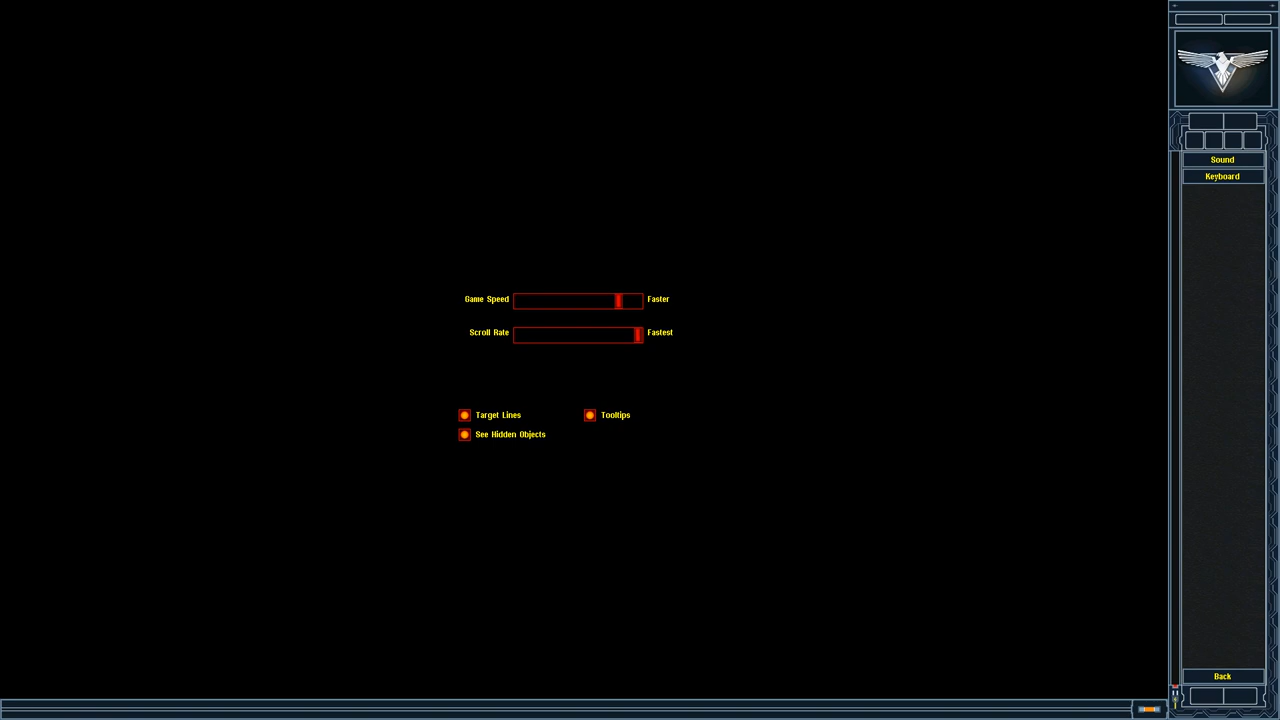 Sound
Keyboard
Game Speed Faster
Scroll Rate Fastest
Target Lines Tooltips
See Hidden Objects
Back